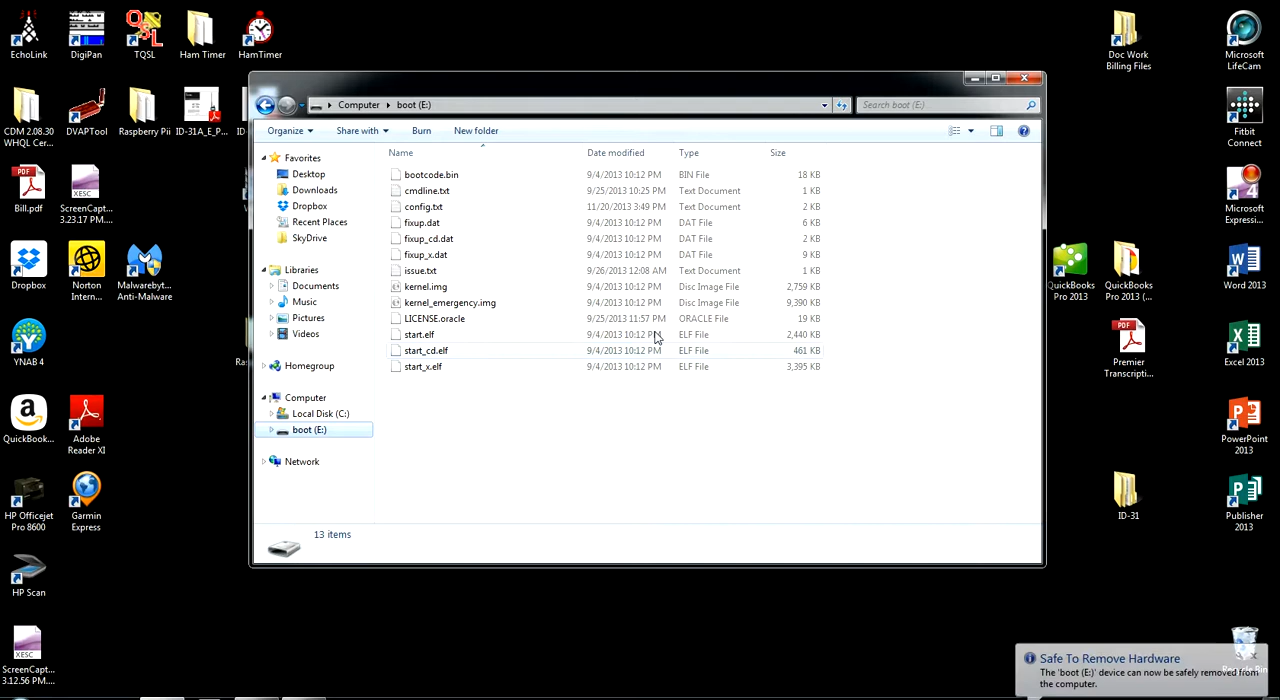 EchoLink
DigiPan
TQSL
Ham Timer
HamTimer
Doc Work
Billing Files
Microsoft
LifeCam
CDM 2.08.30
WHQL Cer...
DVAPTool
Raspberry Pii
ID-31A_E_P...
Fitbit
Connect
Bill.pdf
ScreenCapt...
3.23.17 PM....
Microsoft
Expressi...
Dropbox
Norton
Intern...
Malwarebyt...
Anti-Malware
QuickBooks
Pro 2013
QuickBooks
Pro 2013 (...
Word 2013
YNAB 4
Premier
Transcripti...
Excel 2013
QuickBook...
Adobe
Reader XI
PowerPoint
2013
HP Officejet
Pro 8600
Garmin
Express
ID-31
Publisher
2013
HP Scan
ScreenCapt...
3.12.56 PM....
Computer
boot (E:)
Search boot (E:)
Organize
Share with
Burn
New folder
Favorites
Desktop
Downloads
Dropbox
Recent Places
SkyDrive
Libraries
Documents
Music
Pictures
Videos
Homegroup
Computer
Local Disk (C:)
boot (E:)
Network
Name Date modified Type Size
bootcode.bin 9/4/2013 10:12 PM BIN File 18 KB
cmdline.txt 9/25/2013 10:25 PM Text Document 1 KB
config.txt 11/20/2013 3:49 PM Text Document 2 KB
fixup.dat 9/4/2013 10:12 PM DAT File 6 KB
fixup_cd.dat 9/4/2013 10:12 PM DAT File 2 KB
fixup_x.dat 9/4/2013 10:12 PM DAT File 9 KB
issue.txt 9/26/2013 12:08 AM Text Document 1 KB
kernel.img 9/4/2013 10:12 PM Disc Image File 2,759 KB
kernel_emergency.img 9/4/2013 10:12 PM Disc Image File 9,390 KB
LICENSE.oracle 9/25/2013 11:57 PM ORACLE File 19 KB
start.elf 9/4/2013 10:12 PM ELF File 2,440 KB
start_cd.elf 9/4/2013 10:12 PM ELF File 461 KB
start_x.elf 9/4/2013 10:12 PM ELF File 3,395 KB
13 items
Safe To Remove Hardware
The 'boot (E:)' device can now be safely removed from
the computer.